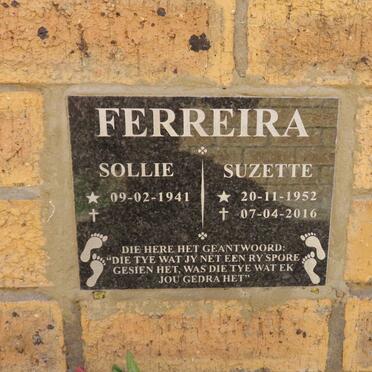 FERREIRA
SOLLIE SUZETTE
★ 09-02-1941 ★ 20-11-1952
✝ ✝ 07-04-2016
DIE HERE HET GEANTWOORD:
"DIE TYE WAT JY NET EEN RY SPORE
GESIEN HET, WAS DIE TYE WAT EK
JOU GEDRA HET"